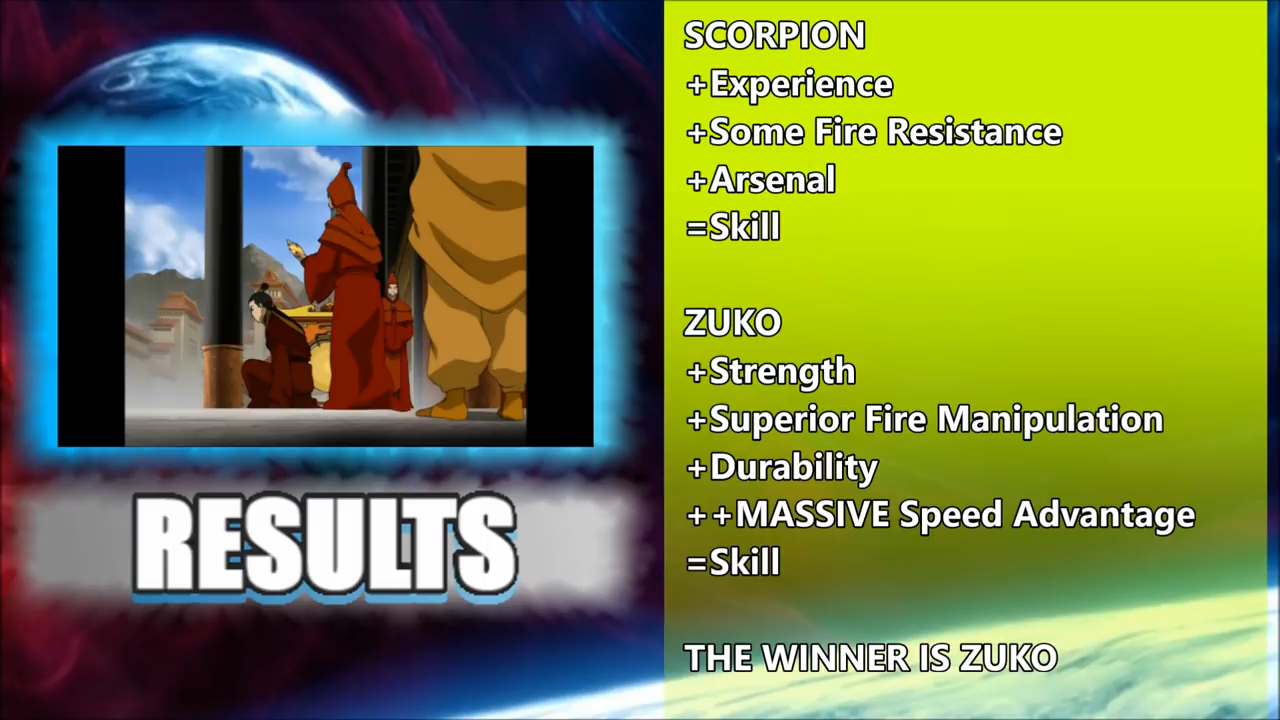 SCORPION
+Experience
+Some Fire Resistance
+Arsenal
=Skill
ZUKO
+Strength
+Superior Fire Manipulation
+Durability
++MASSIVE Speed Advantage
=Skill
THE WINNER IS ZUKO
RESULTS